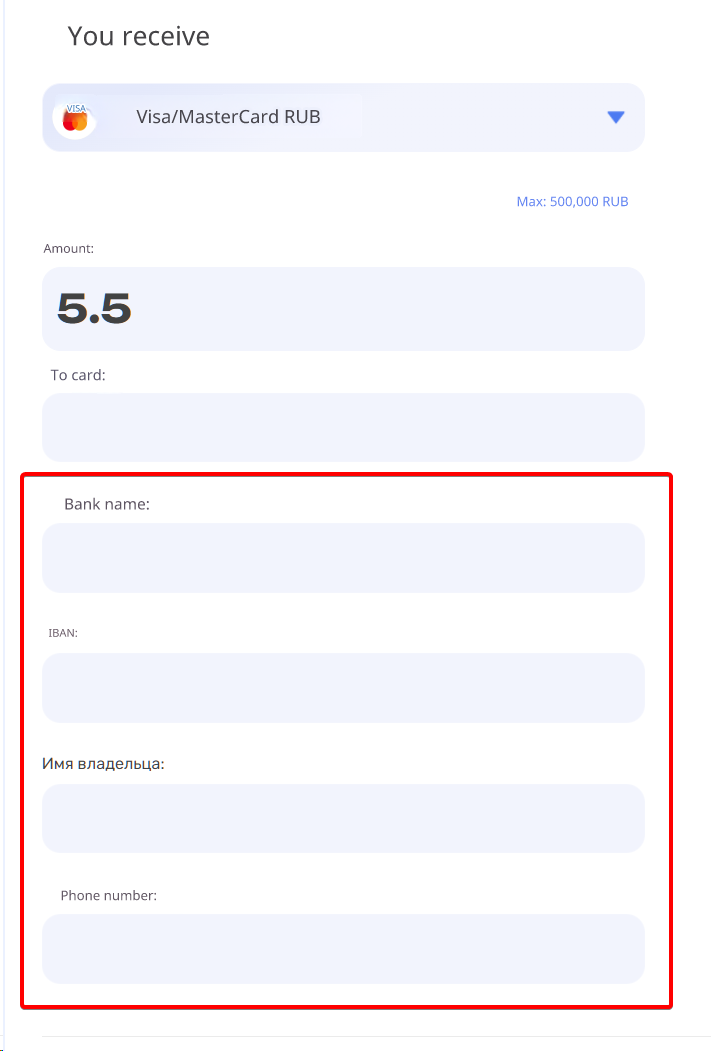 You receive
VISA
Visa/MasterCard RUB
Max: 500,000 RUB
Amount:
5.5
To card:
Bank name:
IBAN:
Имя владельца:
Phone number: